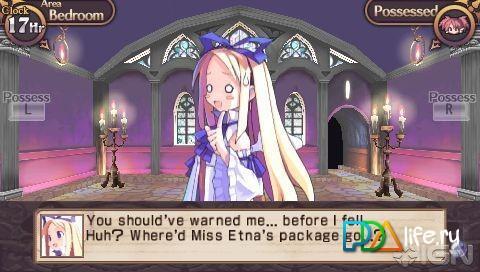 Clock
17Hr
Area
Bedroom
Possessed
Possess
L
Possess
R
You should've warned me... before I fell.
Huh? Where'd Miss Etna's package go..?
PDAlife.ru
IGN